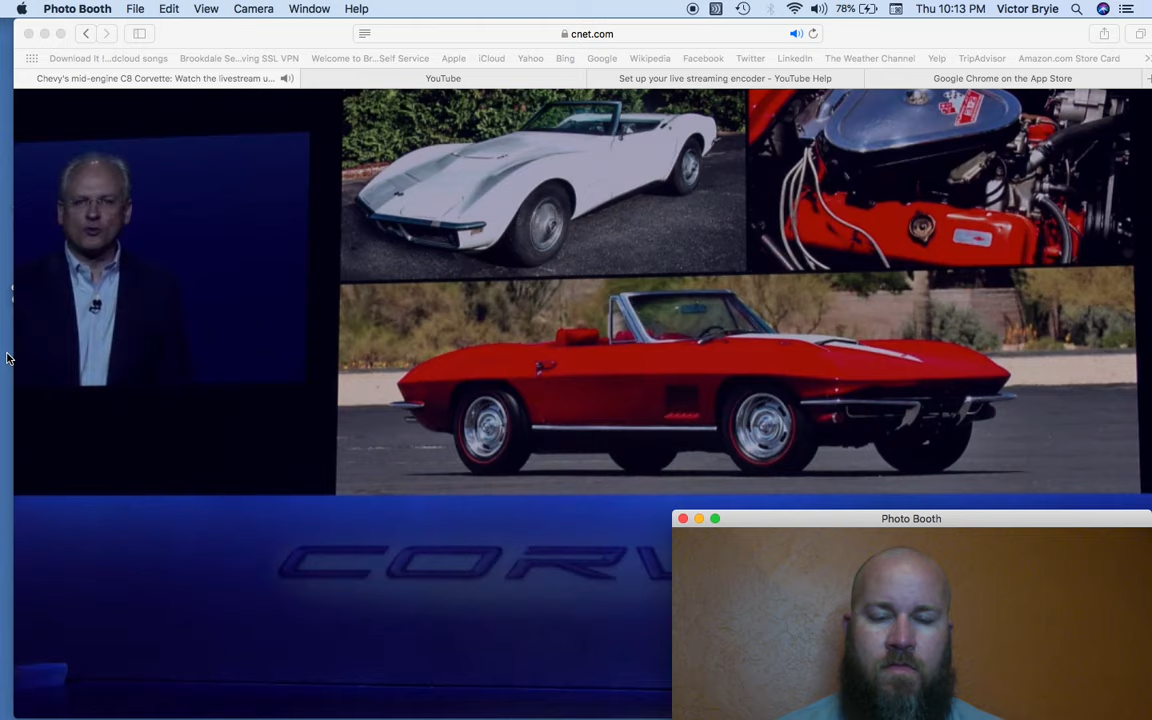 Photo Booth File Edit View Camera Window Help 78% Thu 10:13 PM Victor Bryie
cnet.com
Download It !...dcloud songs Brookdale Se...ving SSL VPN Welcome to Br...Self Service Apple iCloud Yahoo Bing Google Wikipedia Facebook Twitter LinkedIn The Weather Channel Yelp TripAdvisor Amazon.com Store Card
Chevy's mid-engine C8 Corvette: Watch the livestream u... YouTube Set up your live streaming encoder - YouTube Help Google Chrome on the App Store
Photo Booth
CORV